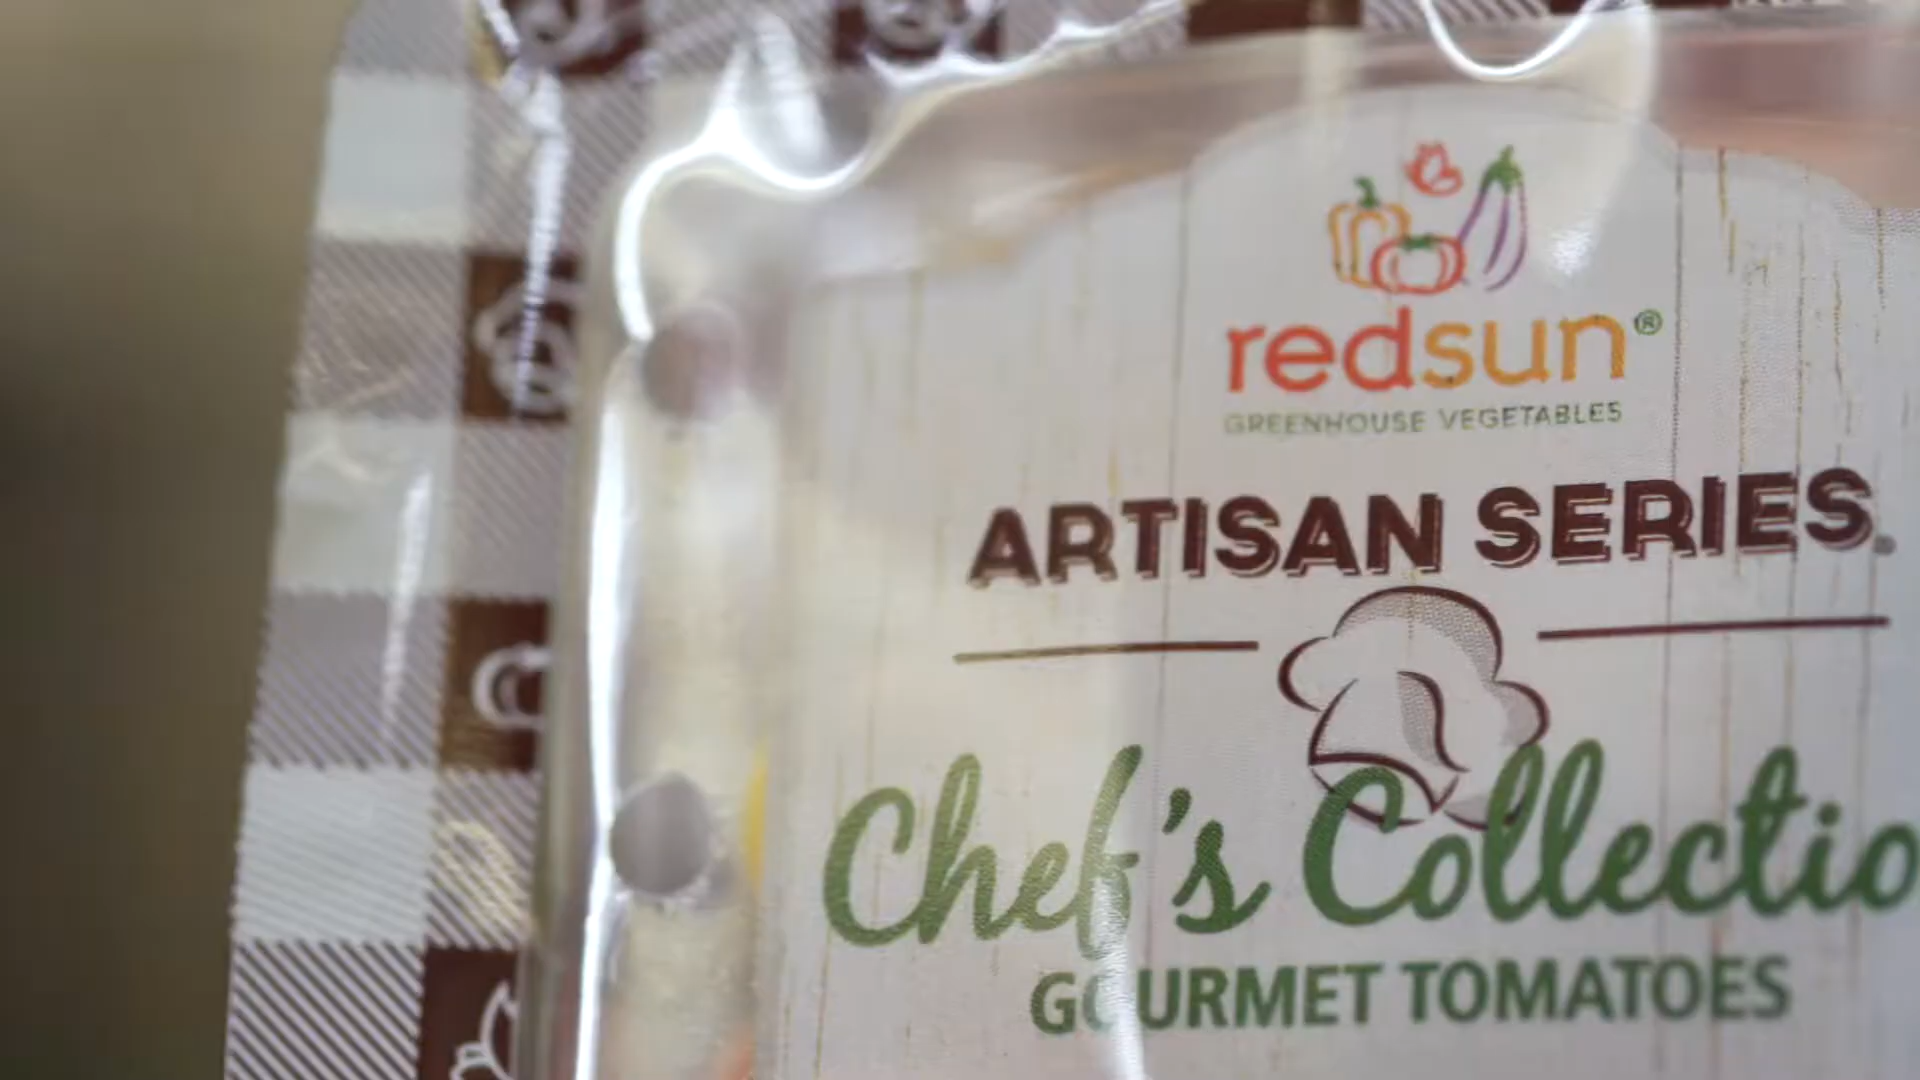 redsun®
GREENHOUSE VEGETABLES
ARTISAN SERIES
Chef's Collectio
GOURMET TOMATOES